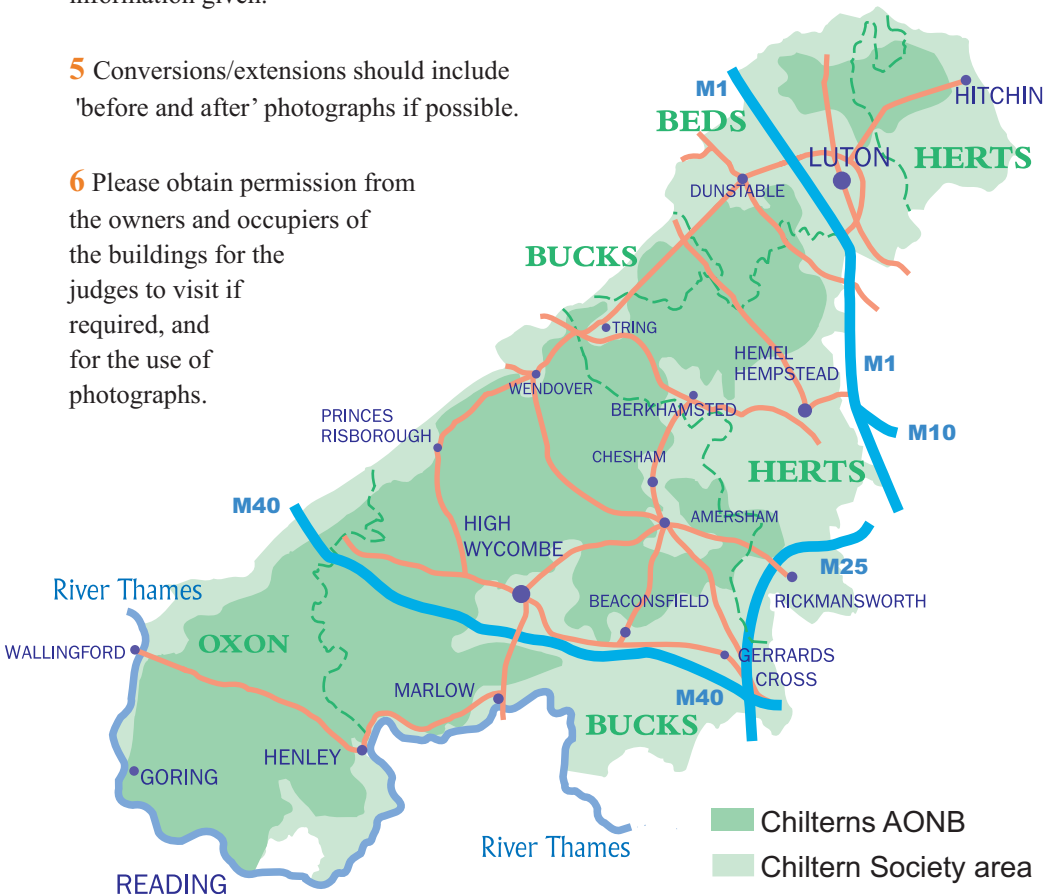 information given.
5 Conversions/extensions should include
'before and after' photographs if possible.
6 Please obtain permission from
the owners and occupiers of
the buildings for the
judges to visit if
required, and
for the use of
photographs.
M1
HITCHIN
BEDS
LUTON
HERTS
DUNSTABLE
BUCKS
TRING
HEMEL
HEMPSTEAD
M1
WENDOVER
BERKHAMSTED
PRINCES
RISBOROUGH
M10
CHESHAM
HERTS
M40
AMERSHAM
HIGH
WYCOMBE
M25
River Thames
BEACONSFIELD
RICKMANSWORTH
OXON
WALLINGFORD
GERRARDS
CROSS
MARLOW
M40
BUCKS
HENLEY
GORING
Chilterns AONB
River Thames
Chiltern Society area
READING